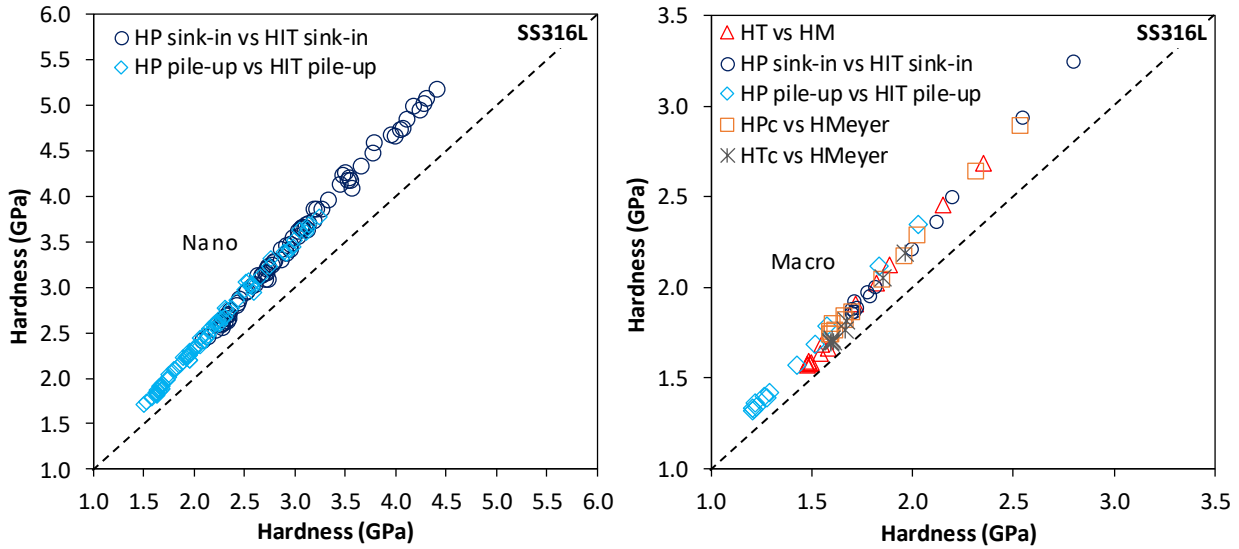 SS316L
HP sink-in vs HIT sink-in
HP pile-up vs HIT pile-up
Nano
Hardness (GPa)
6.0
5.5
5.0
4.5
4.0
3.5
3.0
2.5
2.0
1.5
1.0
1.0 1.5 2.0 2.5 3.0 3.5 4.0 4.5 5.0 5.5 6.0
Hardness (GPa)
SS316L
HT vs HM
HP sink-in vs HIT sink-in
HP pile-up vs HIT pile-up
HPc vs HMeyer
HTc vs HMeyer
Macro
Hardness (GPa)
3.5
3.0
2.5
2.0
1.5
1.0
1.0 1.5 2.0 2.5 3.0 3.5
Hardness (GPa)